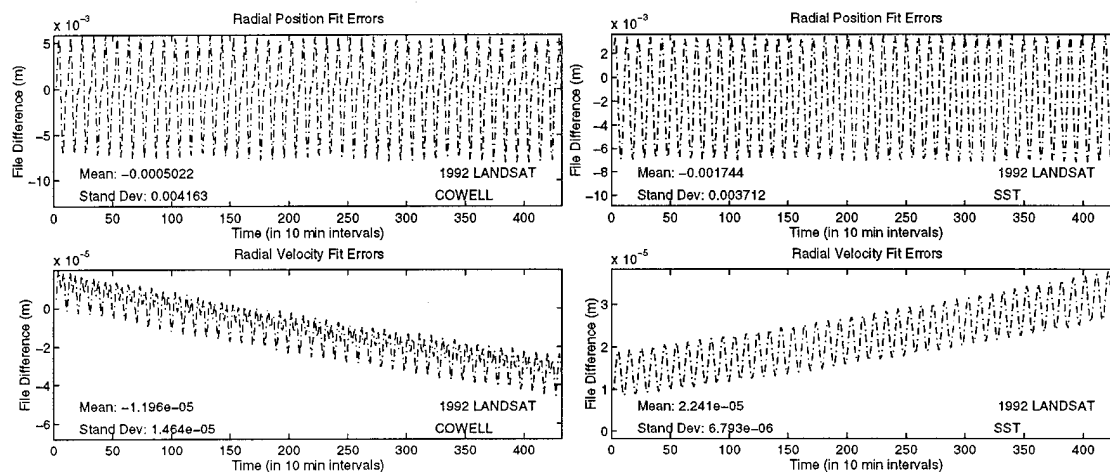 Radial Position Fit Errors
x 10^-3
File Difference (m)
5
0
−5
−10
Mean: −0.0005022
1992 LANDSAT
Stand Dev: 0.004163
COWELL
0 50 100 150 200 250 300 350 400
Time (in 10 min intervals)
Radial Position Fit Errors
x 10^-3
File Difference (m)
2
0
−2
−4
−6
−8
−10
Mean: −0.001744
1992 LANDSAT
Stand Dev: 0.003712
SST
0 50 100 150 200 250 300 350 400
Time (in 10 min intervals)
Radial Velocity Fit Errors
x 10^-5
File Difference (m)
0
−2
−4
−6
Mean: −1.196e−05
1992 LANDSAT
Stand Dev: 1.464e−05
COWELL
0 50 100 150 200 250 300 350 400
Time (in 10 min intervals)
Radial Velocity Fit Errors
x 10^-5
File Difference (m)
3
2
1
0
Mean: 2.241e−05
1992 LANDSAT
Stand Dev: 6.793e−06
SST
0 50 100 150 200 250 300 350 400
Time (in 10 min intervals)